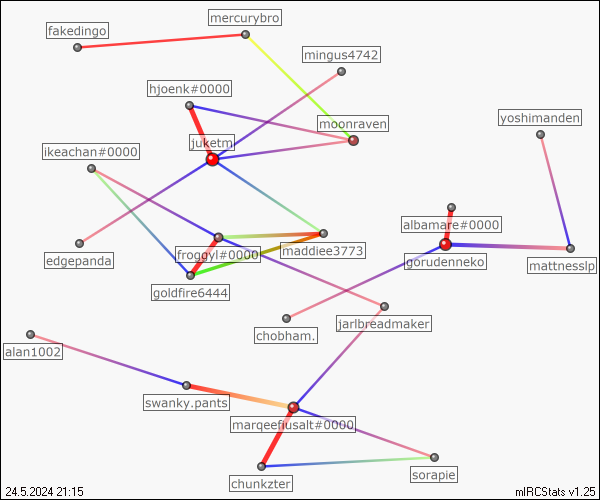 mercurybro
fakedingo
mingus4742
hjoenk#0000
yoshimanden
moonraven
juketm
ikeachan#0000
albamare#0000
froggyl#0000
maddiee3773
edgepanda
gorudenneko
mattnesslp
goldfire6444
chobham.
jarlbreadmaker
alan1002
swanky.pants
marqeefiusalt#0000
sorapie
chunkzter
24.5.2024 21:15
mIRCStats v1.25